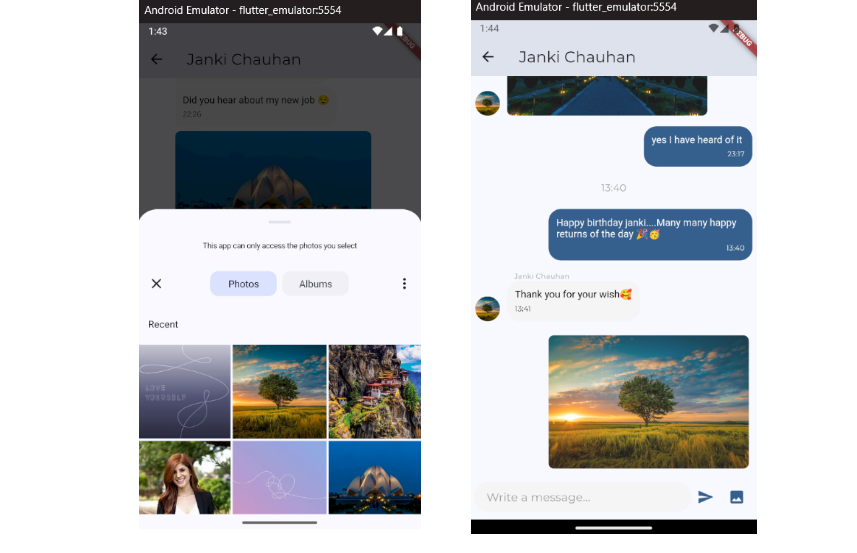 Android Emulator - flutter_emulator:5554
1:43
Janki Chauhan
Did you hear about my new job 😔
22:36
This app can only access the photos you select
Photos
Albums
Recent
LOVE
YOURSELF
Android Emulator - flutter_emulator:5554
1:44
Janki Chauhan
yes I have heard of it
23:17
13:40
Happy birthday janki....Many many happy
returns of the day 🎉🥳
13:40
Janki Chauhan
Thank you for your wish🥰
13:41
Write a message...